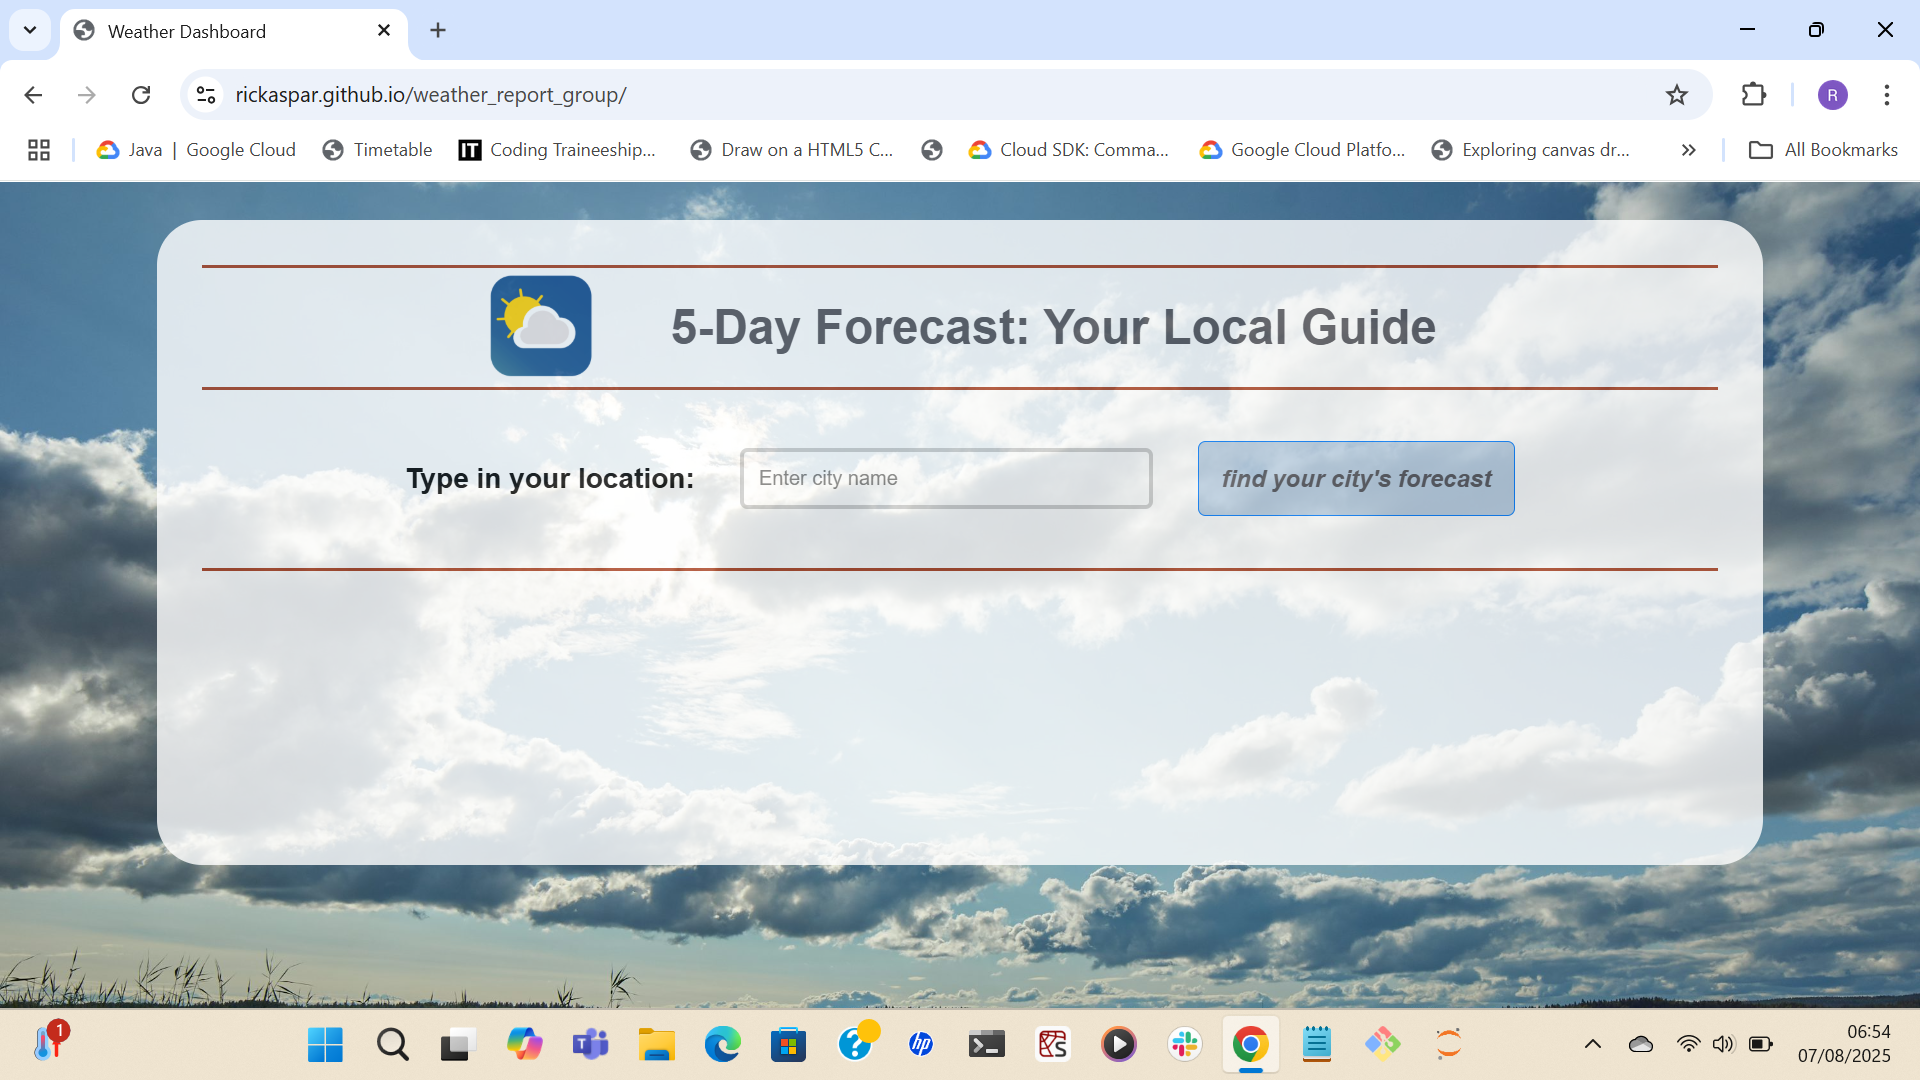 Weather Dashboard
rickaspar.github.io/weather_report_group/
R
Java | Google Cloud
Timetable
IT
Coding Traineeship...
Draw on a HTML5 C...
Cloud SDK: Comma...
Google Cloud Platfo...
Exploring canvas dr...
All Bookmarks
5-Day Forecast: Your Local Guide
Type in your location:
Enter city name
find your city's forecast
1
hp
06:54
07/08/2025